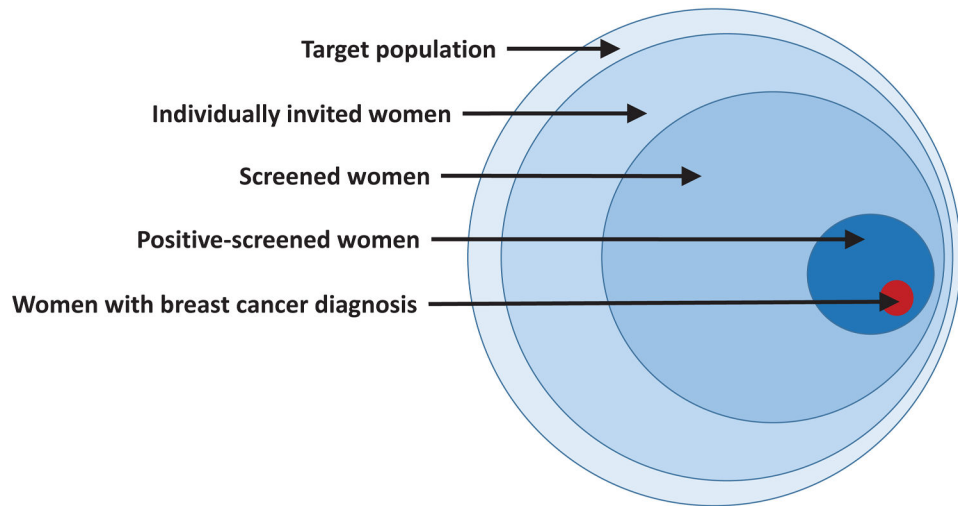 Target population
Individually invited women
Screened women
Positive-screened women
Women with breast cancer diagnosis